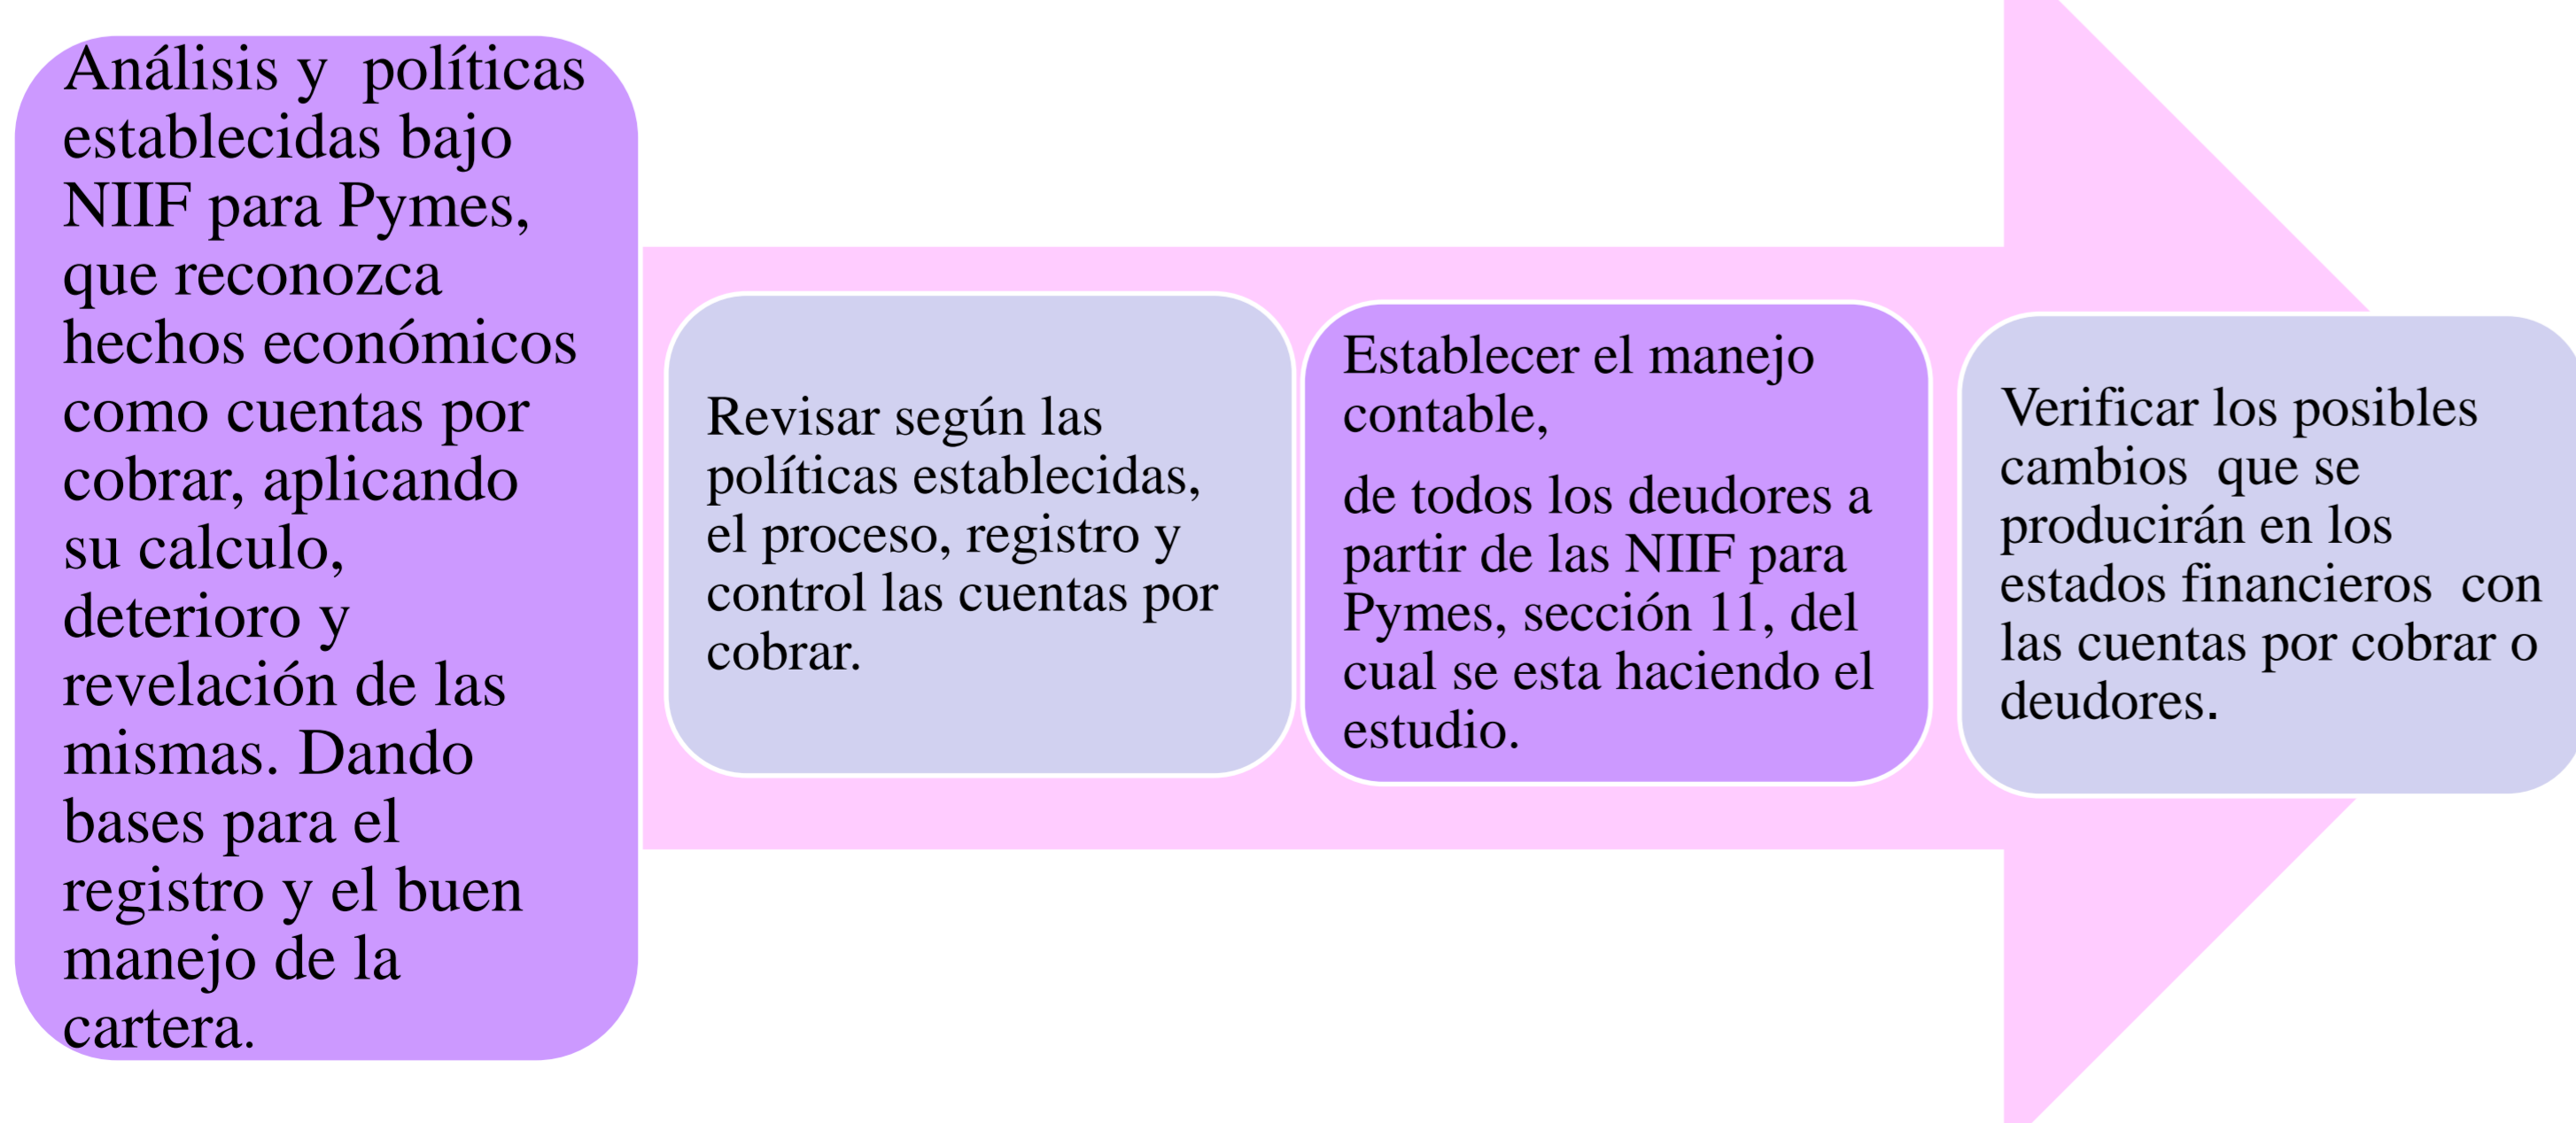 Análisis y  políticas
establecidas bajo
NIIF para Pymes,
que reconozca
hechos económicos
como cuentas por
cobrar, aplicando
su calculo,
deterioro y
revelación de las
mismas. Dando
bases para el
registro y el buen
manejo de la
cartera.
Revisar según las
políticas establecidas,
el proceso, registro y
control las cuentas por
cobrar.
Establecer el manejo
contable,
de todos los deudores a
partir de las NIIF para
Pymes, sección 11, del
cual se esta haciendo el
estudio.
Verificar los posibles
cambios  que se
producirán en los
estados financieros  con
las cuentas por cobrar o
deudores.